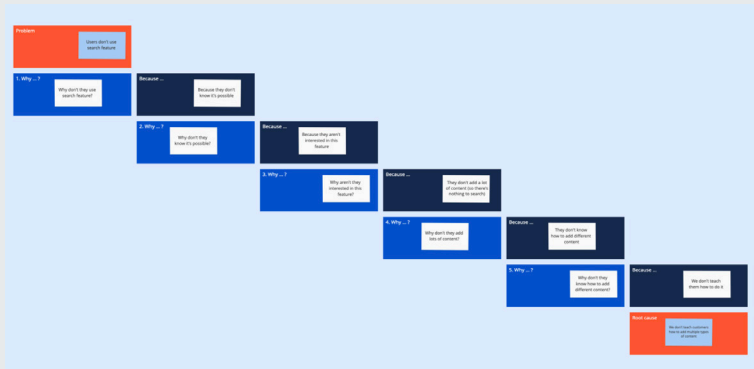 Problem
Users don't use
search feature
1. Why ... ?
Why don't they use
search feature?
Because ...
Because they don't
know it's possible
2. Why ... ?
Why don't they
know it's possible?
Because ...
Because they aren't
interested in this
feature
3. Why ... ?
Why aren't they
interested in this
feature?
Because ...
They don't add a lot
of content (so there's
nothing to search)
4. Why ... ?
Why don't they add
lots of content?
Because ...
They don't know
how to add different
content
5. Why ... ?
Why don't they
know how to add
different content?
Because ...
We don't teach
them how to do it
Root cause
We don't teach customers
how to add multiple types
of content